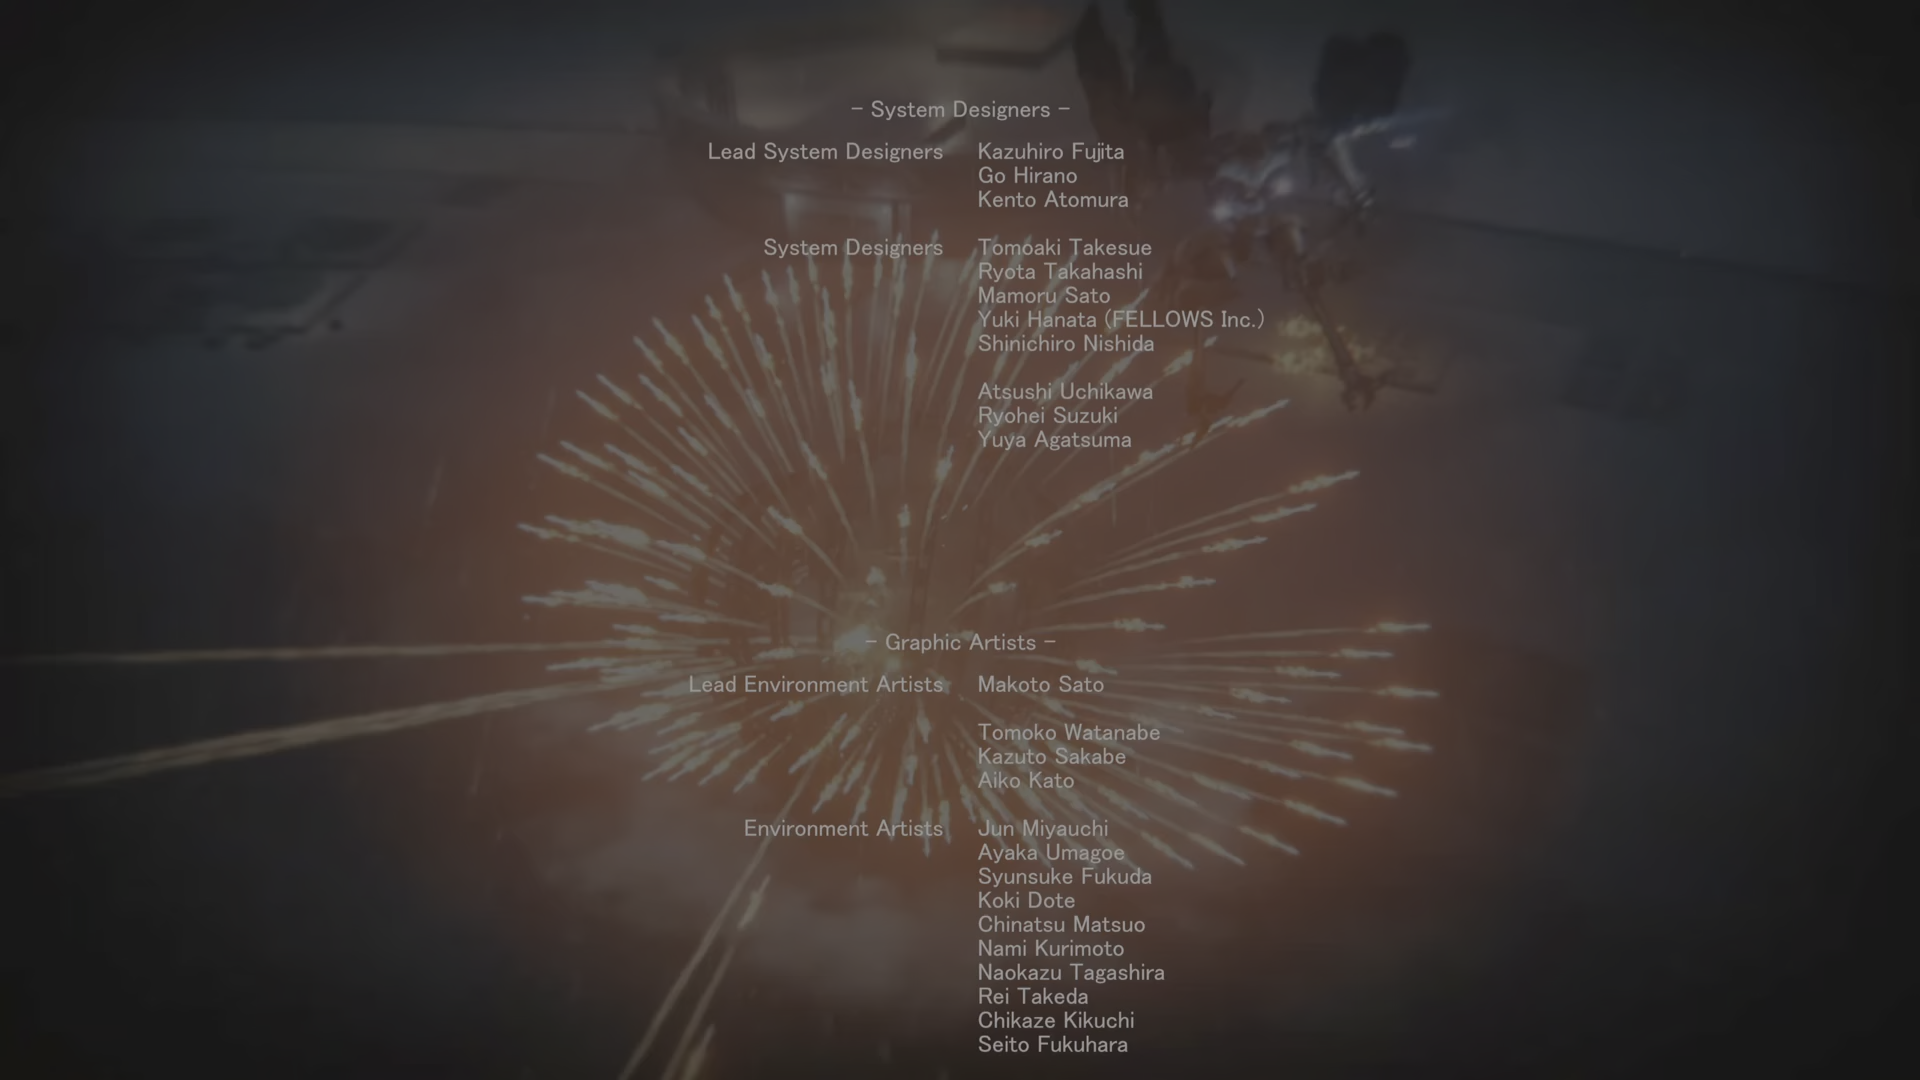 - System Designers -
Lead System Designers Kazuhiro Fujita
Go Hirano
Kento Atomura
System Designers Tomoaki Takesue
Ryota Takahashi
Mamoru Sato
Yuki Hanata (FELLOWS Inc.)
Shinichiro Nishida
Atsushi Uchikawa
Ryohei Suzuki
Yuya Agatsuma
- Graphic Artists -
Lead Environment Artists Makoto Sato
Tomoko Watanabe
Kazuto Sakabe
Aiko Kato
Environment Artists Jun Miyauchi
Ayaka Umagoe
Syunsuke Fukuda
Koki Dote
Chinatsu Matsuo
Nami Kurimoto
Naokazu Tagashira
Rei Takeda
Chikaze Kikuchi
Seito Fukuhara